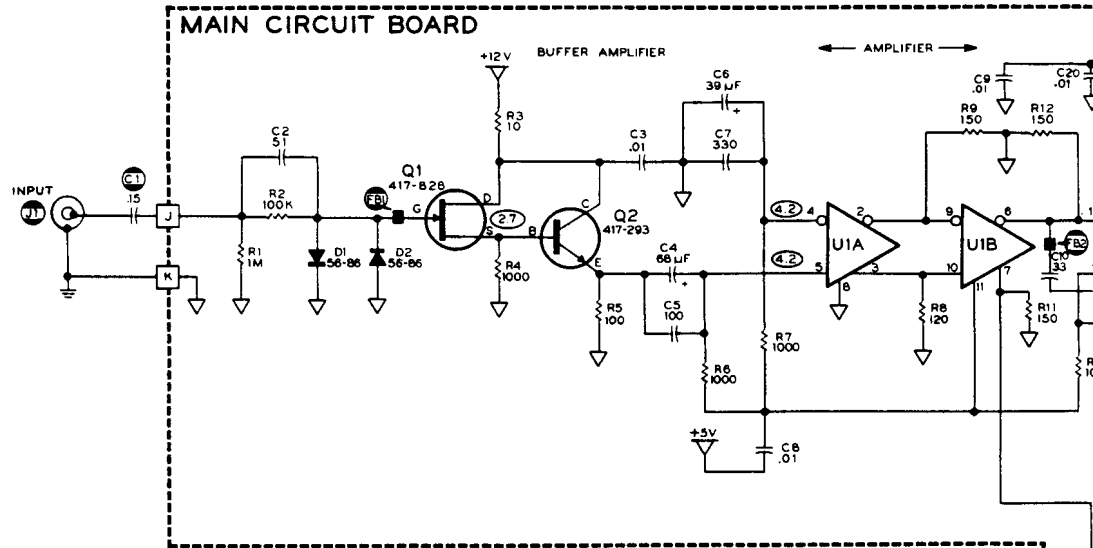 MAIN CIRCUIT BOARD
BUFFER AMPLIFIER
AMPLIFIER
+12V
R3
10
C2
51
R2
100K
INPUT
J1
C1
.15
J
K
R1
1M
D1
56-86
D2
56-86
FB1
Q1
417-828
G
D
S
2.7
R4
1000
B
C
E
Q2
417-293
R5
100
C3
.01
C6
39 µF
+
C7
330
C4
68 µF
+
C5
100
R6
1000
R7
1000
+5V
C8
.01
4.2
4.2
4
5
2
3
8
U1A
R8
120
R9
150
R12
150
C9
.01
C20
.01
9
10
6
7
11
U1B
FB2
C10
33
R11
150
1
R
10